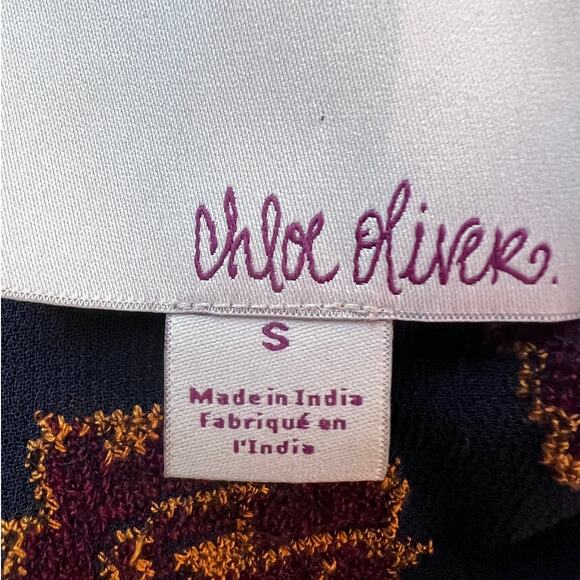 chloe oliver.
S
Made in India
Fabriqué en
l'India